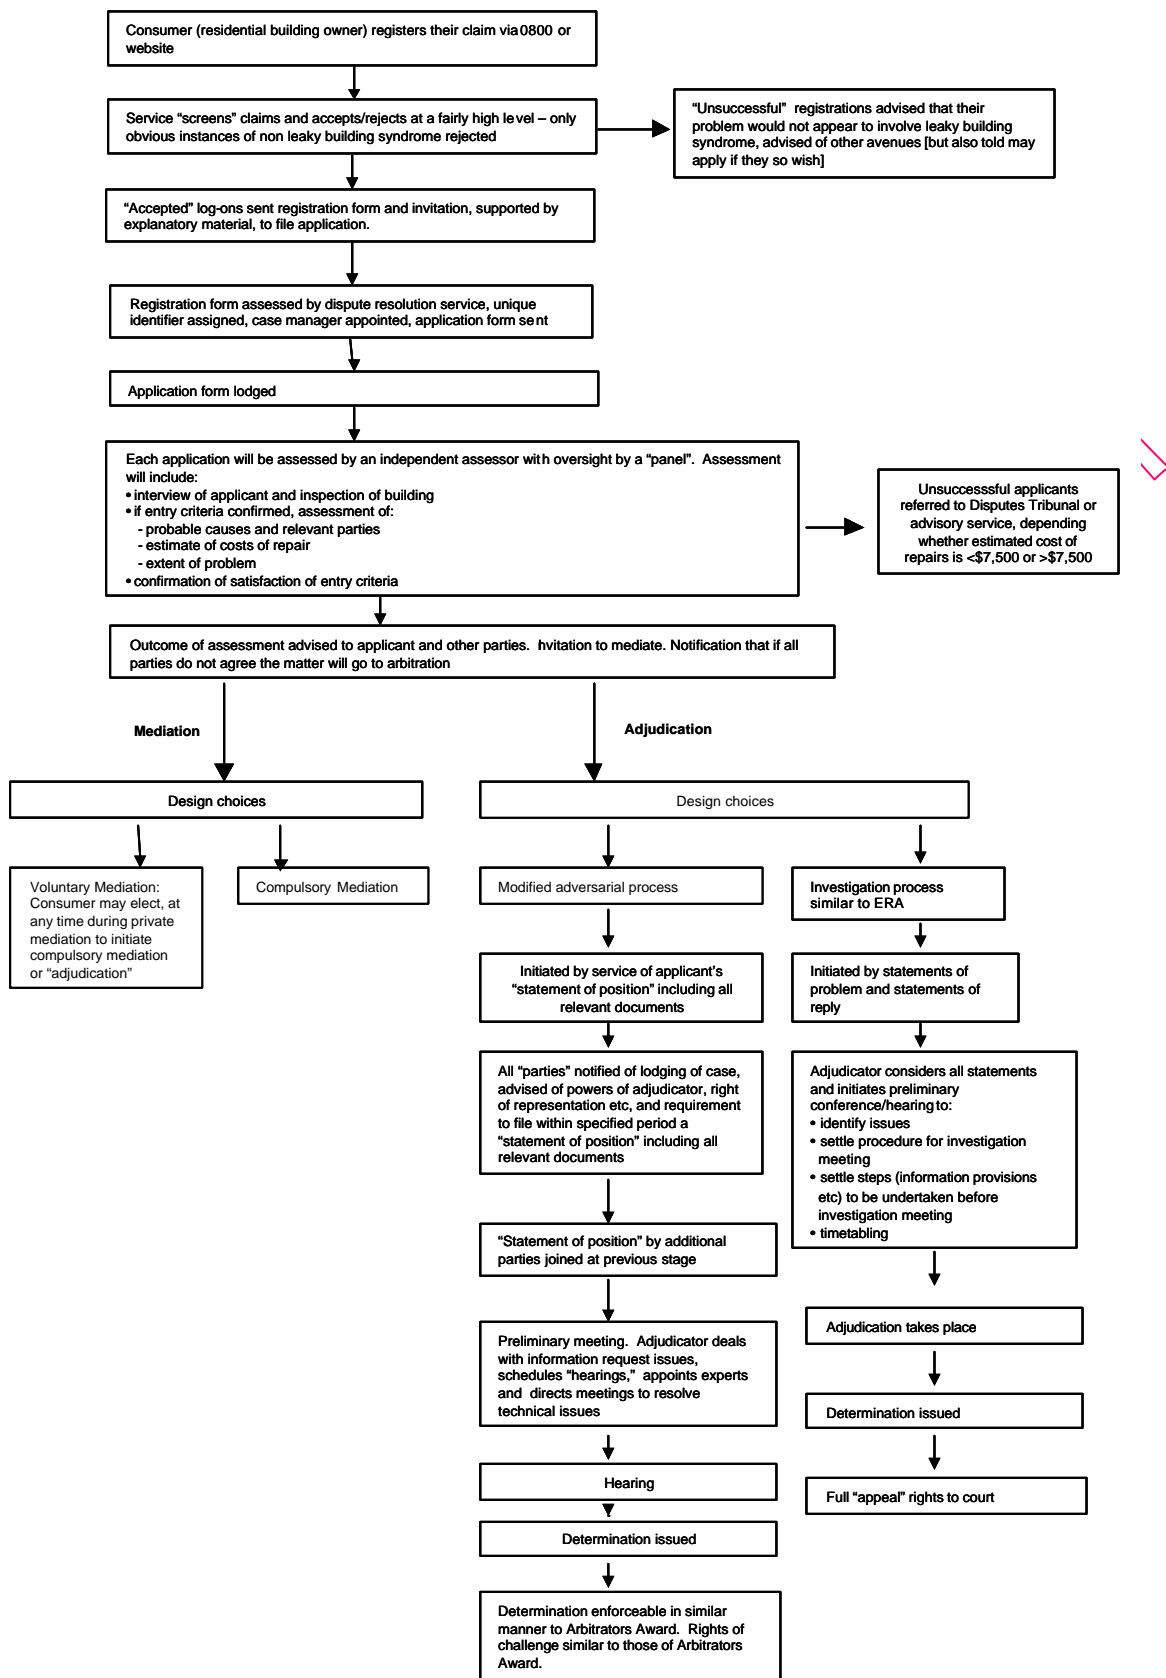 Consumer (residential building owner) registers their claim via 0800 or
website
Service “screens” claims and accepts/rejects at a fairly high level – only
obvious instances of non leaky building syndrome rejected
“Unsuccessful” registrations advised that their
problem would not appear to involve leaky building
syndrome, advised of other avenues [but also told may
apply if they so wish]
“Accepted” log-ons sent registration form and invitation, supported by
explanatory material, to file application.
Registration form assessed by dispute resolution service, unique
identifier assigned, case manager appointed, application form sent
Application form lodged
Each application will be assessed by an independent assessor with oversight by a “panel”. Assessment
will include:
• interview of applicant and inspection of building
• if entry criteria confirmed, assessment of:
- probable causes and relevant parties
- estimate of costs of repair
- extent of problem
• confirmation of satisfaction of entry criteria
Unsuccesssful applicants
referred to Disputes Tribunal or
advisory service, depending
whether estimated cost of
repairs is <$7,500 or >$7,500
Outcome of assessment advised to applicant and other parties. hvitation to mediate. Notification that if all
parties do not agree the matter will go to arbitration
Mediation
Adjudication
Design choices
Design choices
Voluntary Mediation:
Consumer may elect, at
any time during private
mediation to initiate
compulsory mediation
or “adjudication”
Compulsory Mediation
Modified adversarial process
Investigation process
similar to ERA
Initiated by service of applicant’s
“statement of position” including all
relevant documents
Initiated by statements of
problem and statements of
reply
All “parties” notified of lodging of case,
advised of powers of adjudicator, right
of representation etc, and requirement
to file within specified period a
“statement of position” including all
relevant documents
Adjudicator considers all statements
and initiates preliminary
conference/hearing to:
• identify issues
• settle procedure for investigation
meeting
• settle steps (information provisions
etc) to be undertaken before
investigation meeting
• timetabling
“Statement of position” by additional
parties joined at previous stage
Adjudication takes place
Preliminary meeting. Adjudicator deals
with information request issues,
schedules “hearings,” appoints experts
and directs meetings to resolve
technical issues
Determination issued
Hearing
Full “appeal” rights to court
Determination issued
Determination enforceable in similar
manner to Arbitrators Award. Rights of
challenge similar to those of Arbitrators
Award.